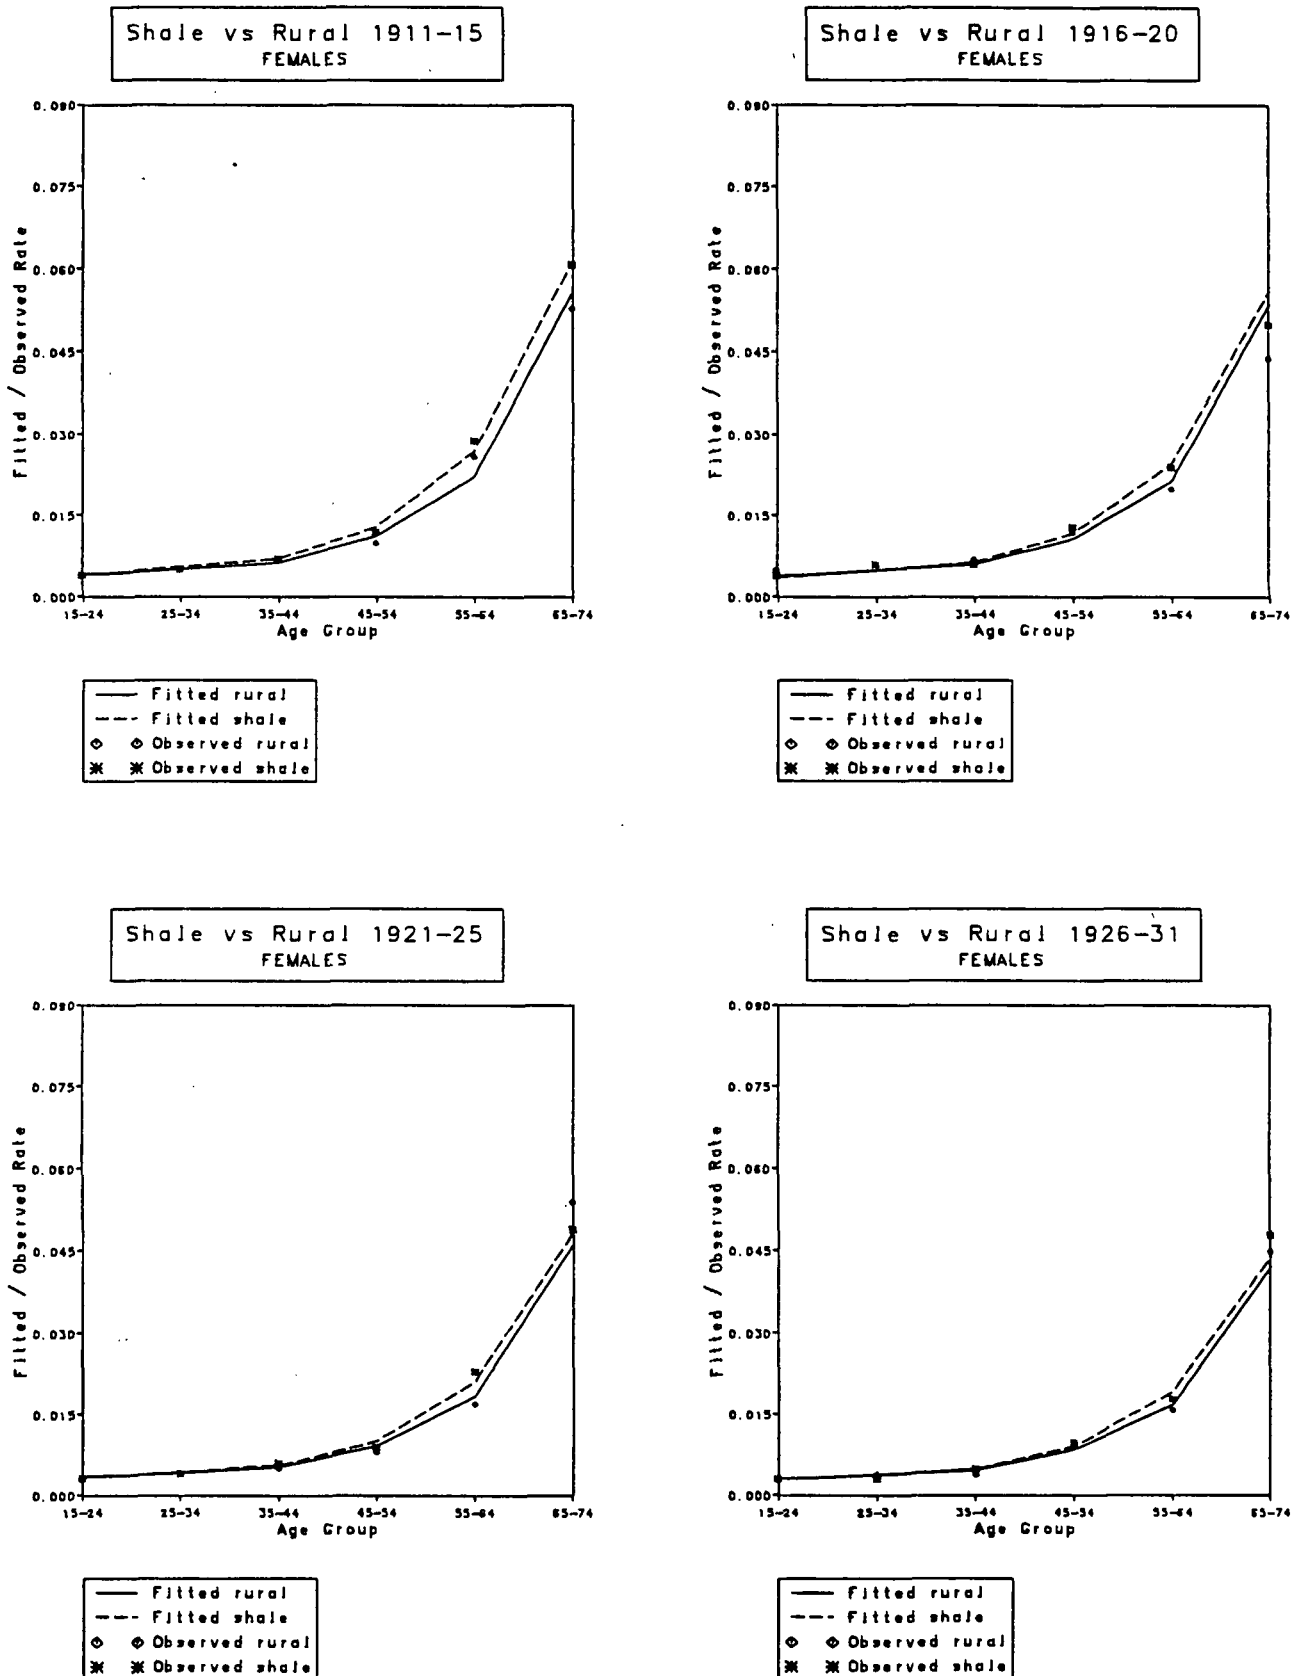 Shale vs Rural 1911-15
FEMALES
0.090
0.075
0.060
0.045
0.030
0.015
0.000
Fitted / Observed Rate
15-24
25-34
35-44
45-54
55-64
65-74
Age Group
Fitted rural
Fitted shale
Observed rural
Observed shale
Shale vs Rural 1916-20
FEMALES
0.090
0.075
0.060
0.045
0.030
0.015
0.000
Fitted / Observed Rate
15-24
25-34
35-44
45-54
55-64
65-74
Age Group
Fitted rural
Fitted shale
Observed rural
Observed shale
Shale vs Rural 1921-25
FEMALES
0.090
0.075
0.060
0.045
0.030
0.015
0.000
Fitted / Observed Rate
15-24
25-34
35-44
45-54
55-64
65-74
Age Group
Fitted rural
Fitted shale
Observed rural
Observed shale
Shale vs Rural 1926-31
FEMALES
0.090
0.075
0.060
0.045
0.030
0.015
0.000
Fitted / Observed Rate
15-24
25-34
35-44
45-54
55-64
65-74
Age Group
Fitted rural
Fitted shale
Observed rural
Observed shale